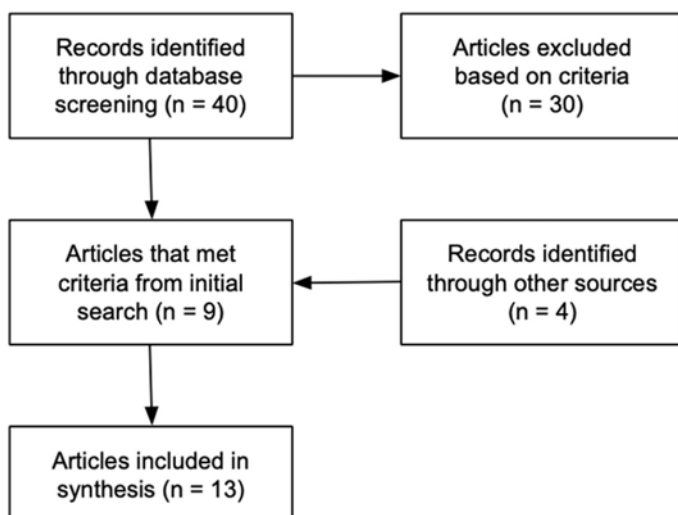 Records identified
through database
screening (n = 40)
Articles excluded
based on criteria
(n = 30)
Articles that met
criteria from initial
search (n = 9)
Records identified
through other sources
(n = 4)
Articles included in
synthesis (n = 13)